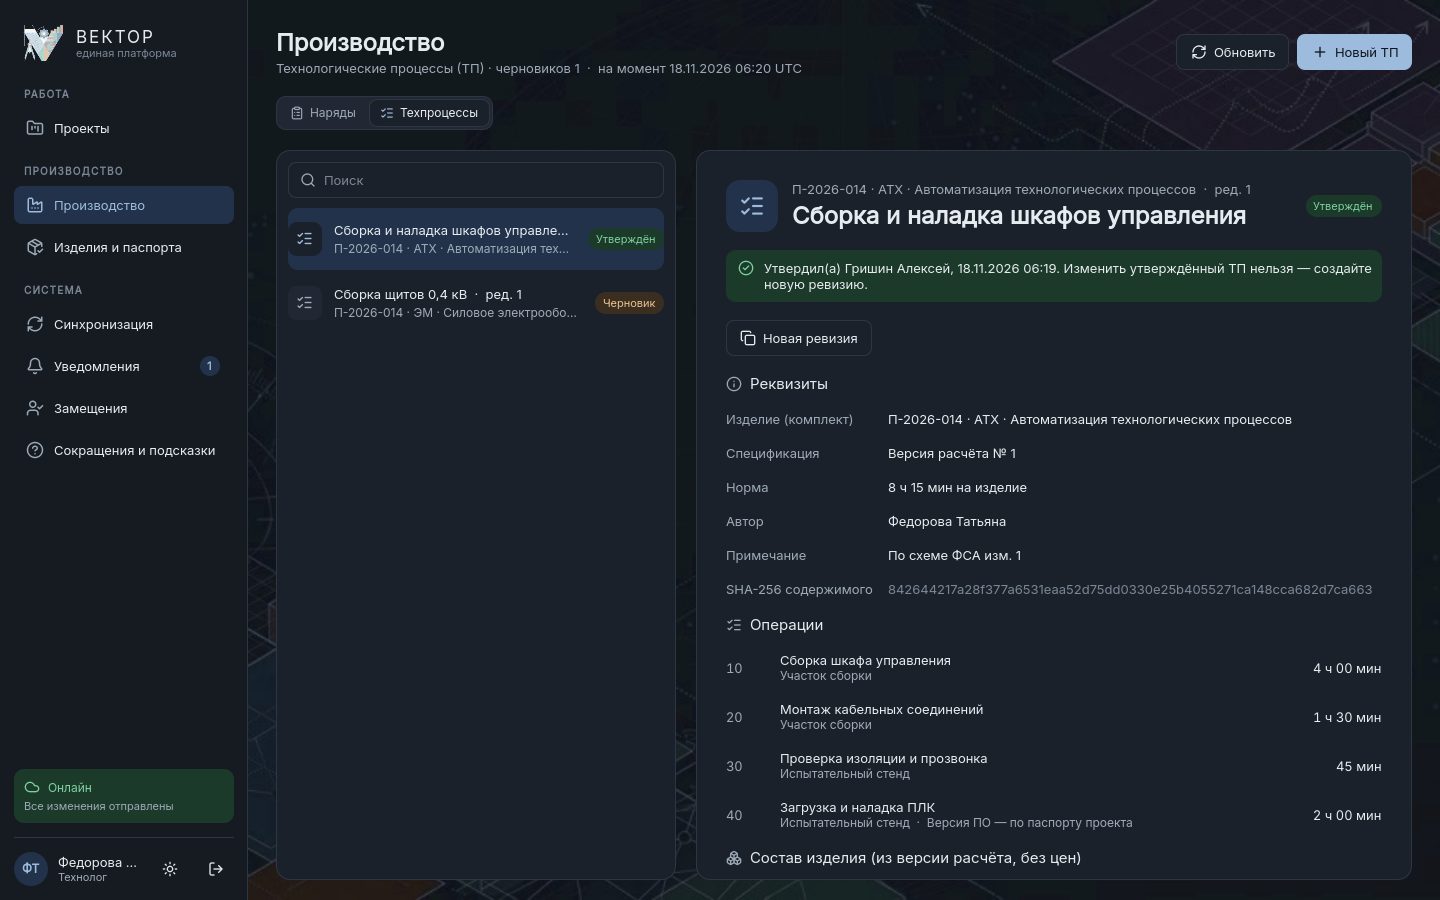 ВЕКТОР
единая платформа
РАБОТА
Проекты
ПРОИЗВОДСТВО
Производство
Изделия и паспорта
СИСТЕМА
Синхронизация
Уведомления 1
Замещения
Сокращения и подсказки
Онлайн
Все изменения отправлены
ФТ
Федорова ...
Технолог
Производство
Технологические процессы (ТП) · черновиков 1 · на момент 18.11.2026 06:20 UTC
Обновить
Новый ТП
Наряды
Техпроцессы
Поиск
Сборка и наладка шкафов управле...
П-2026-014 · АТХ · Автоматизация тех...
Утверждён
Сборка щитов 0,4 кВ · ред. 1
П-2026-014 · ЭМ · Силовое электрообо...
Черновик
П-2026-014 · АТХ · Автоматизация технологических процессов · ред. 1
Сборка и наладка шкафов управления
Утверждён
Утвердил(а) Гришин Алексей, 18.11.2026 06:19. Изменить утверждённый ТП нельзя — создайте
новую ревизию.
Новая ревизия
Реквизиты
Изделие (комплект) П-2026-014 · АТХ · Автоматизация технологических процессов
Спецификация Версия расчёта № 1
Норма 8 ч 15 мин на изделие
Автор Федорова Татьяна
Примечание По схеме ФСА изм. 1
SHA-256 содержимого 842644217a28f377a6531eaa52d75dd0330e25b4055271ca148cca682d7ca663
Операции
10 Сборка шкафа управления 4 ч 00 мин
Участок сборки
20 Монтаж кабельных соединений 1 ч 30 мин
Участок сборки
30 Проверка изоляции и прозвонка 45 мин
Испытательный стенд
40 Загрузка и наладка ПЛК 2 ч 00 мин
Испытательный стенд · Версия ПО — по паспорту проекта
Состав изделия (из версии расчёта, без цен)